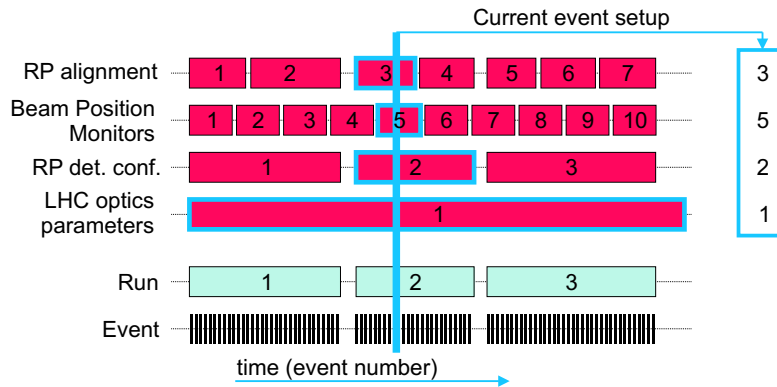 Current event setup
RP alignment 1 2 3 4 5 6 7 3
Beam Position
Monitors 1 2 3 4 5 6 7 8 9 10 5
RP det. conf. 1 2 3 2
LHC optics
parameters 1 1
Run 1 2 3
Event
time (event number)